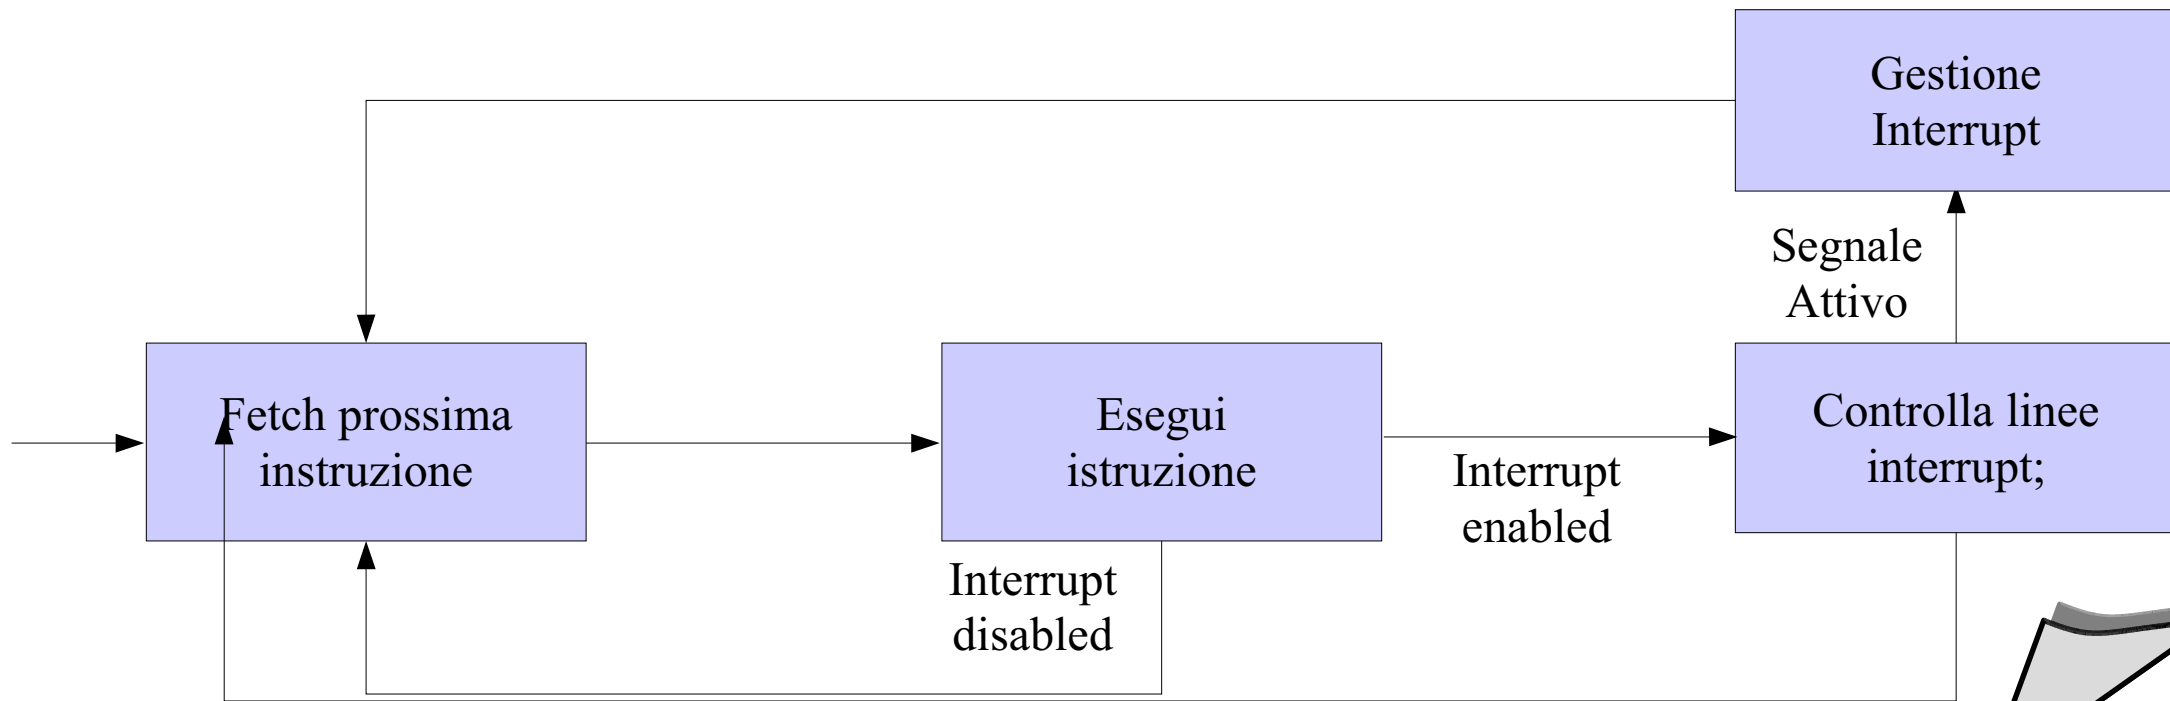 Gestione
Interrupt
Segnale
Attivo
Fetch prossima
instruzione
Esegui
istruzione
Interrupt
enabled
Controlla linee
interrupt;
Interrupt
disabled